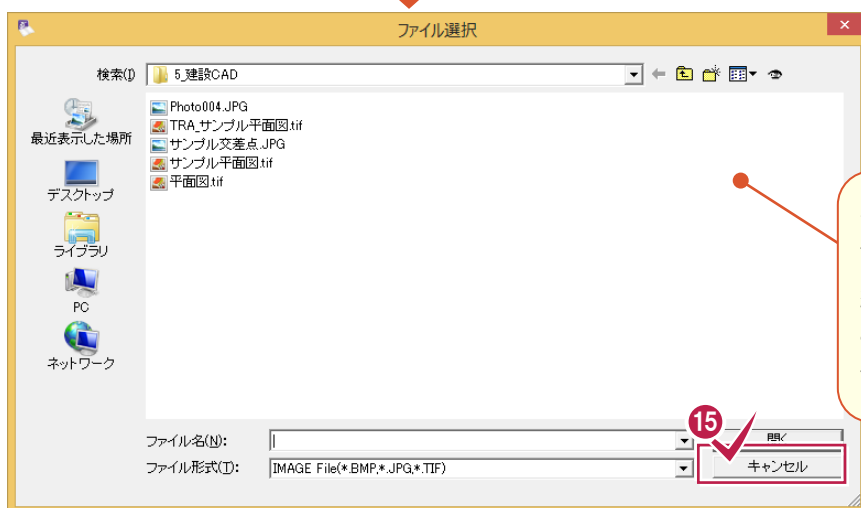 ファイル選択
検索(I)
5_建設CAD
Photo004.JPG
TRA_サンプル平面図.tif
サンプル交差点.JPG
サンプル平面図.tif
平面図.tif
最近表示した場所
デスクトップ
ライブラリ
PC
ネットワーク
ファイル名(N):
ファイル形式(T):
IMAGE File(*.BMP,*.JPG,*.TIF)
15
開く
キャンセル